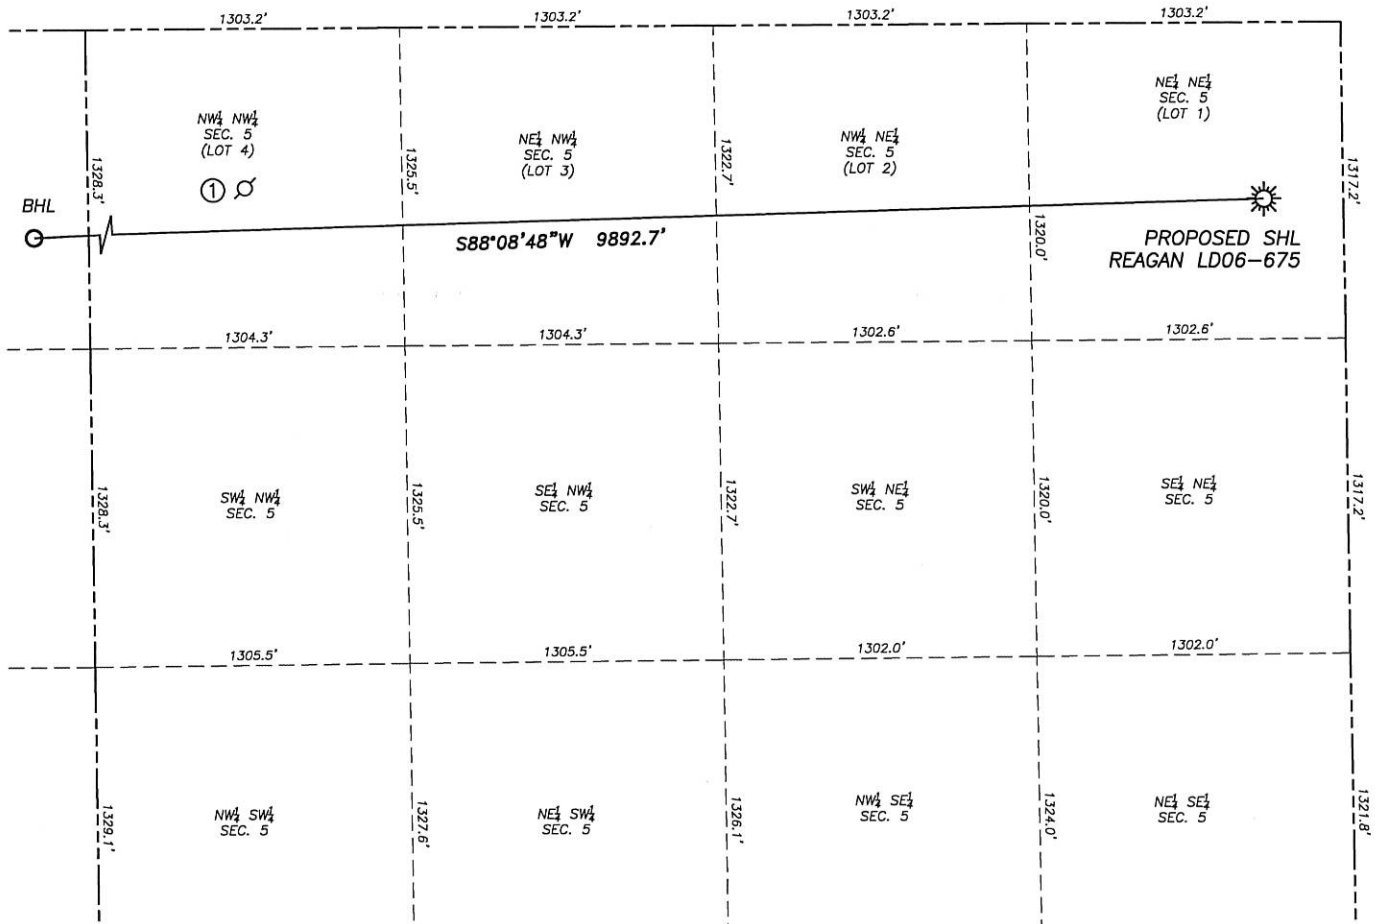 1303.2' 1303.2' 1303.2' 1303.2'
NE¼ NE¼
SEC. 5
(LOT 1)
NW¼ NW¼
SEC. 5
(LOT 4)
NE¼ NW¼
SEC. 5
(LOT 3)
NW¼ NE¼
SEC. 5
(LOT 2)
1328.3'
1325.5'
1322.7'
1317.2'
1
BHL
S88°08'48"W 9892.7'
1320.0'
PROPOSED SHL
REAGAN LD06-675
1304.3' 1304.3' 1302.6' 1302.6'
SW¼ NW¼
SEC. 5
SE¼ NW¼
SEC. 5
SW¼ NE¼
SEC. 5
SE¼ NE¼
SEC. 5
1328.3'
1325.5'
1322.7'
1320.0'
1317.2'
1305.5' 1305.5' 1302.0' 1302.0'
NW¼ SW¼
SEC. 5
NE¼ SW¼
SEC. 5
NW¼ SE¼
SEC. 5
NE¼ SE¼
SEC. 5
1329.1'
1327.6'
1326.1'
1324.0'
1321.8'